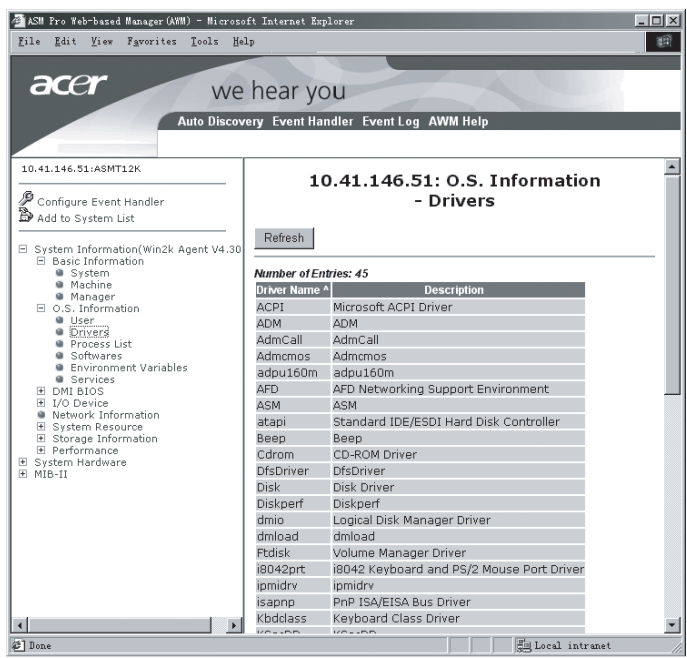 ASM Pro Web-based Manager(AWM) - Microsoft Internet Explorer
File Edit View Favorites Tools Help
acer
we hear you
Auto Discovery Event Handler Event Log AWM Help
10.41.146.51:ASMT12K
Configure Event Handler
Add to System List
System Information(Win2k Agent V4.30
Basic Information
System
Machine
Manager
O.S. Information
User
Drivers
Process List
Softwares
Environment Variables
Services
DMI BIOS
I/O Device
Network Information
System Resource
Storage Information
Performance
System Hardware
MIB-II
10.41.146.51: O.S. Information
- Drivers
Refresh
Number of Entries: 45
Driver Name ^ Description
ACPI Microsoft ACPI Driver
ADM ADM
AdmCall AdmCall
Admcmos Admcmos
adpu160m adpu160m
AFD AFD Networking Support Environment
ASM ASM
atapi Standard IDE/ESDI Hard Disk Controller
Beep Beep
Cdrom CD-ROM Driver
DfsDriver DfsDriver
Disk Disk Driver
Diskperf Diskperf
dmio Logical Disk Manager Driver
dmload dmload
Ftdisk Volume Manager Driver
i8042prt i8042 Keyboard and PS/2 Mouse Port Driver
ipmidrv ipmidrv
isapnp PnP ISA/EISA Bus Driver
Kbdclass Keyboard Class Driver
Done Local intranet